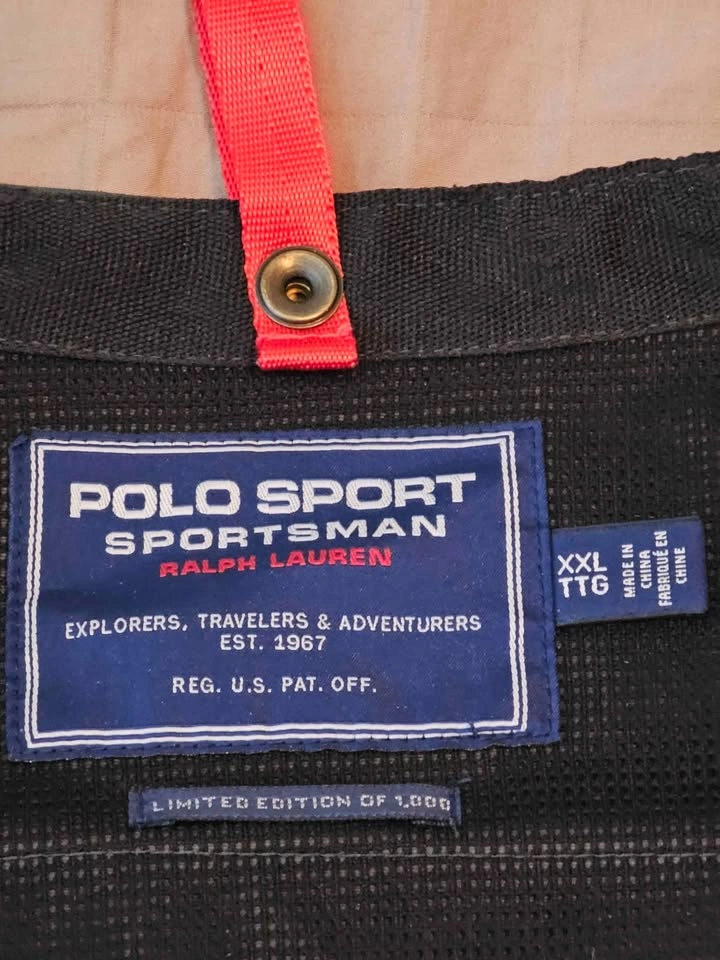 POLO SPORT
SPORTSMAN
RALPH LAUREN
EXPLORERS, TRAVELERS & ADVENTURERS
EST. 1967
REG. U.S. PAT. OFF.
XXL
TTG
MADE IN
CHINA
FABRIQUÉ EN
CHINE
LIMITED EDITION OF 1,000